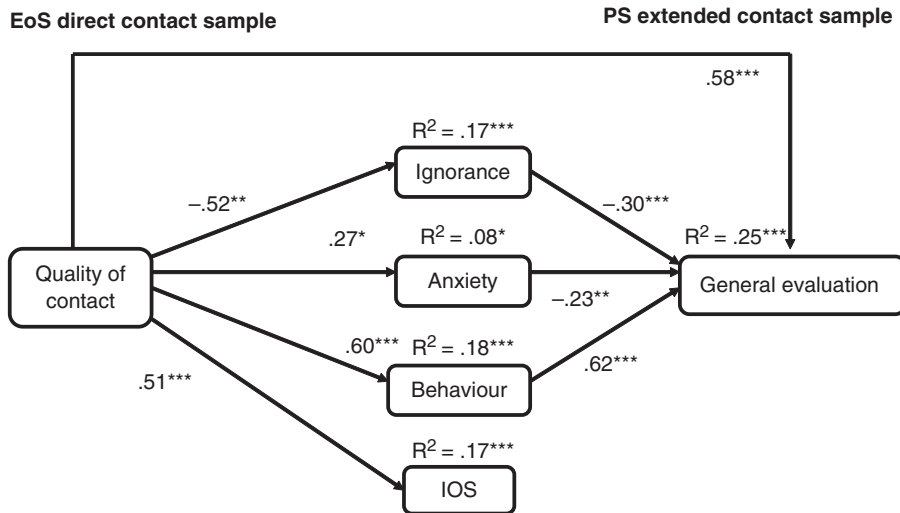 EoS direct contact sample
PS extended contact sample
.58***
R² = .17***
Ignorance
–.52**
–.30***
.27*
R² = .08*
R² = .25***
Quality of
contact
Anxiety
General evaluation
–.23**
.60***
R² = .18***
.62***
.51***
Behaviour
R² = .17***
IOS